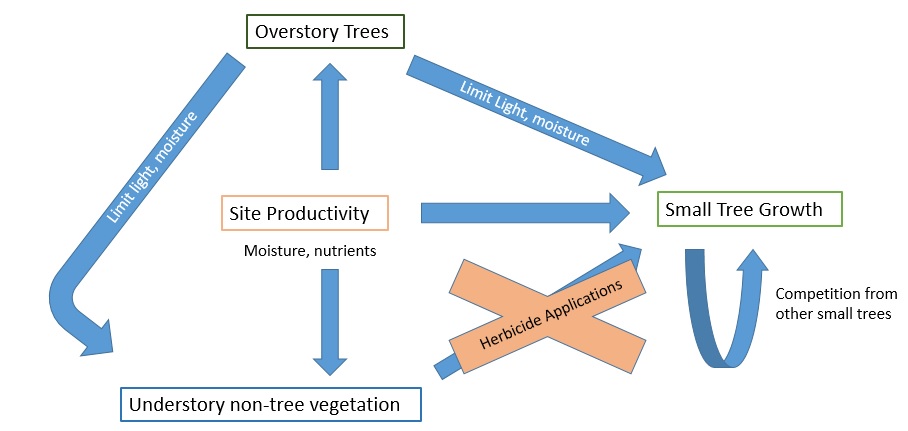 Overstory Trees
Limit light, moisture
Limit Light, moisture
Site Productivity
Moisture, nutrients
Small Tree Growth
Herbicide Applications
Competition from
other small trees
Understory non-tree vegetation